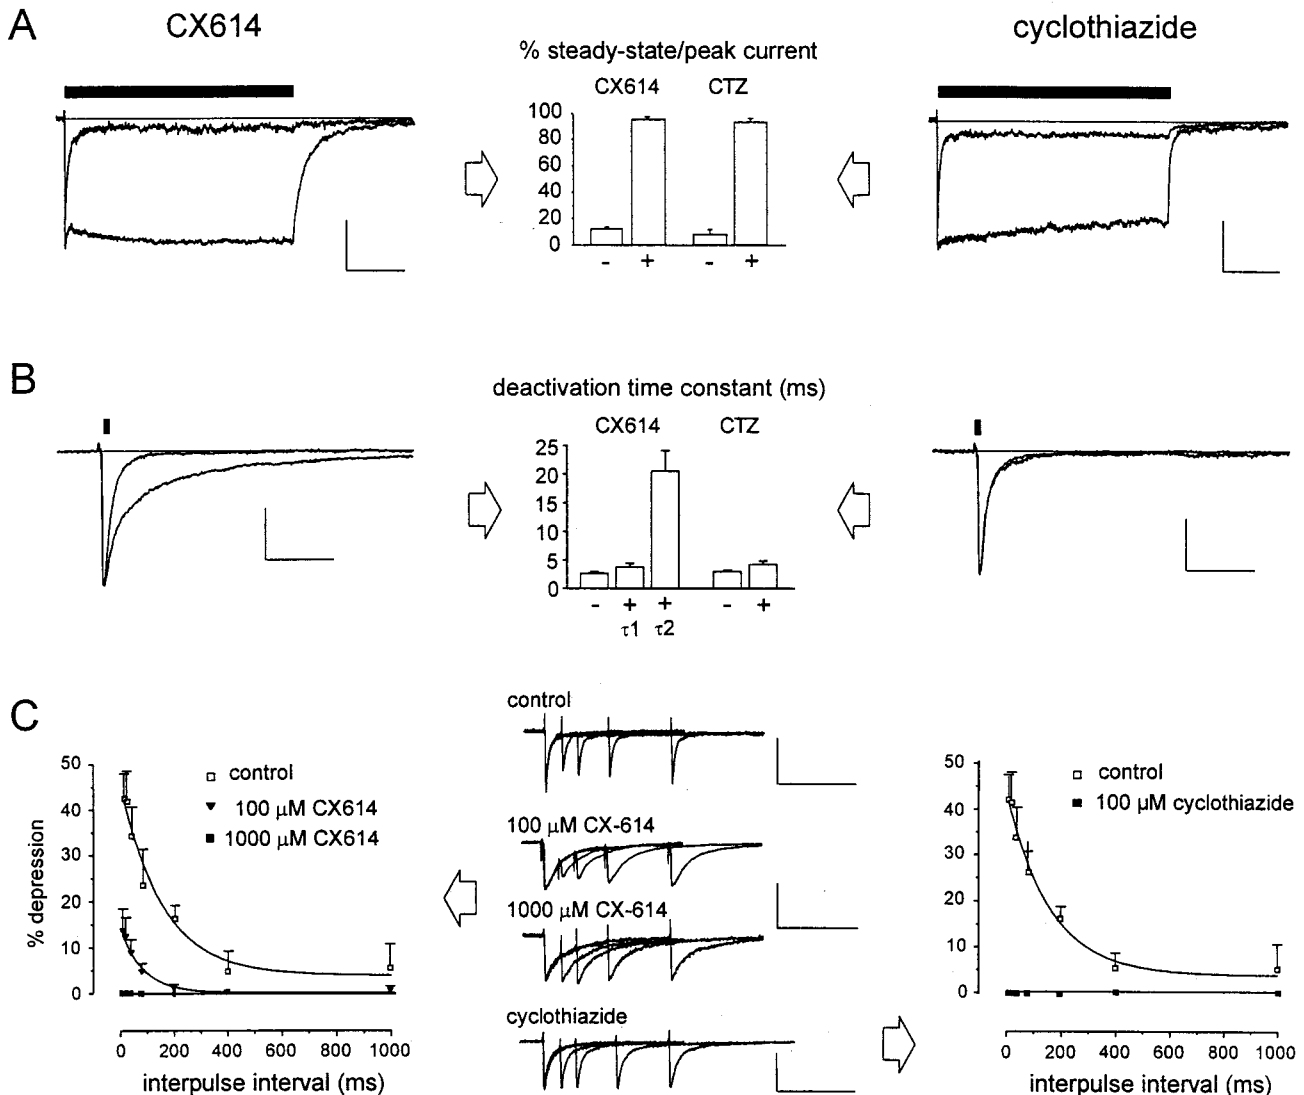 A
CX614
cyclothiazide
% steady-state/peak current
CX614 CTZ
100
80
60
40
20
0
- + - +
B
deactivation time constant (ms)
CX614 CTZ
25
20
15
10
5
0
- + + - +
τ1 τ2
C
50
40
30
20
10
0
% depression
control
100 μM CX614
1000 μM CX614
0 200 400 600 800 1000
interpulse interval (ms)
control
100 μM CX-614
1000 μM CX-614
cyclothiazide
50
40
30
20
10
0
control
100 μM cyclothiazide
0 200 400 600 800 1000
interpulse interval (ms)